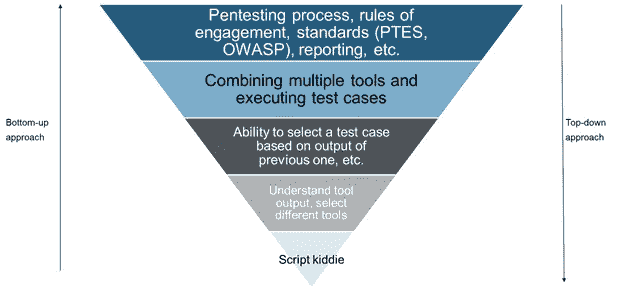 Pentesting process, rules of
engagement, standards (PTES,
OWASP), reporting, etc.
Combining multiple tools and
executing test cases
Bottom-up
approach
Top-down
approach
Ability to select a test case
based on output of
previous one, etc.
Understand tool
output, select
different tools
Script kiddie